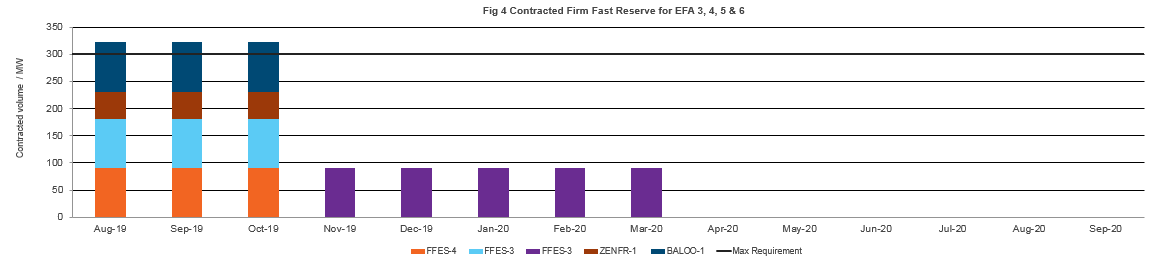 Fig 4 Contracted Firm Fast Reserve for EFA 3, 4, 5 & 6
Contracted volume / MW
350
300
250
200
150
100
50
0
Aug-19 Sep-19 Oct-19 Nov-19 Dec-19 Jan-20 Feb-20 Mar-20 Apr-20 May-20 Jun-20 Jul-20 Aug-20 Sep-20
FFES-4 FFES-3 FFES-3 ZENFR-1 BALOO-1 Max Requirement